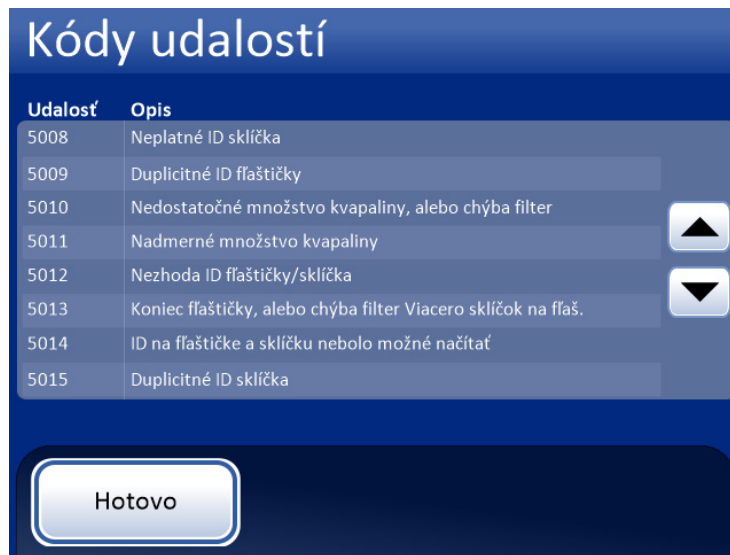 Kódy udalostí
Udalosť Opis
5008 Neplatné ID sklíčka
5009 Duplicitné ID fľaštičky
5010 Nedostatočné množstvo kvapaliny, alebo chýba filter
5011 Nadmerné množstvo kvapaliny
5012 Nezhoda ID fľaštičky/sklíčka
5013 Koniec fľaštičky, alebo chýba filter Viacero sklíčok na fľaš.
5014 ID na fľaštičke a sklíčku nebolo možné načítať
5015 Duplicitné ID sklíčka
Hotovo